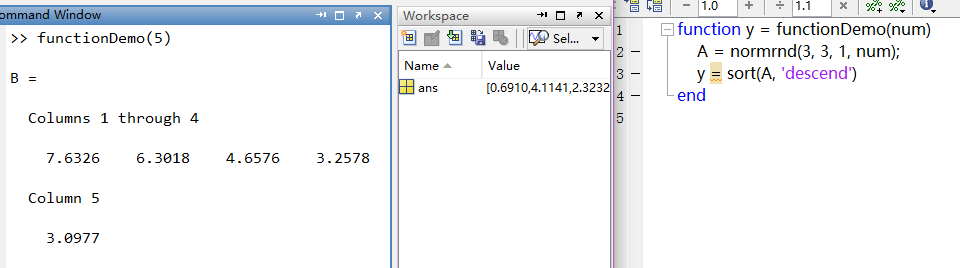 ommand Window
>> functionDemo(5)
B =
Columns 1 through 4
7.6326 6.3018 4.6576 3.2578
Column 5
3.0977
Workspace
Sel...
Name Value
ans [0.6910,4.1141,2.3232
− 1.0 + ÷ 1.1 ×
1 function y = functionDemo(num)
2 − A = normrnd(3, 3, 1, num);
3 − y = sort(A, 'descend')
4 − end
5